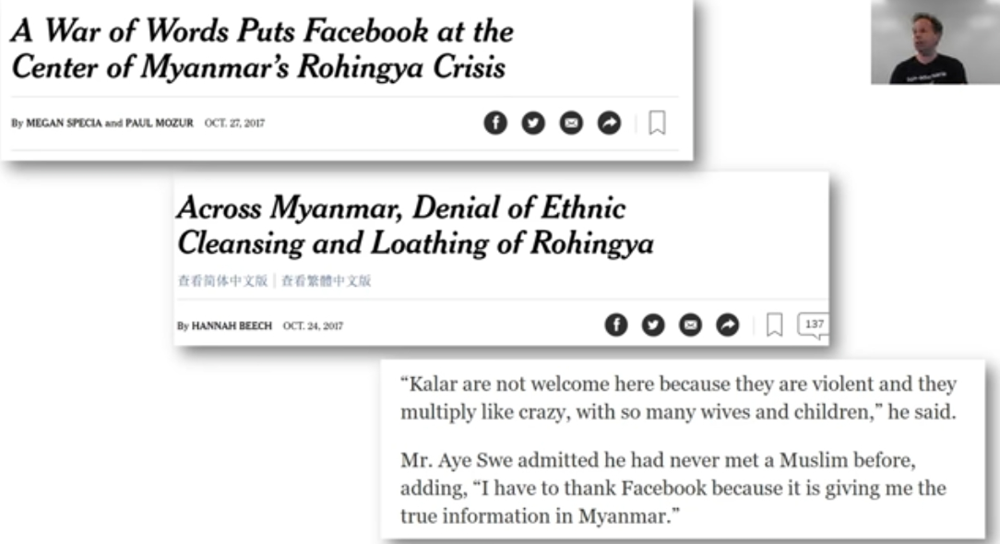 A War of Words Puts Facebook at the
Center of Myanmar's Rohingya Crisis
By MEGAN SPECIA and PAUL MOZUR OCT. 27, 2017
Across Myanmar, Denial of Ethnic
Cleansing and Loathing of Rohingya
查看简体中文版 | 查看繁體中文版
By HANNAH BEECH OCT. 24, 2017
137
“Kalar are not welcome here because they are violent and they
multiply like crazy, with so many wives and children,” he said.
Mr. Aye Swe admitted he had never met a Muslim before,
adding, “I have to thank Facebook because it is giving me the
true information in Myanmar.”